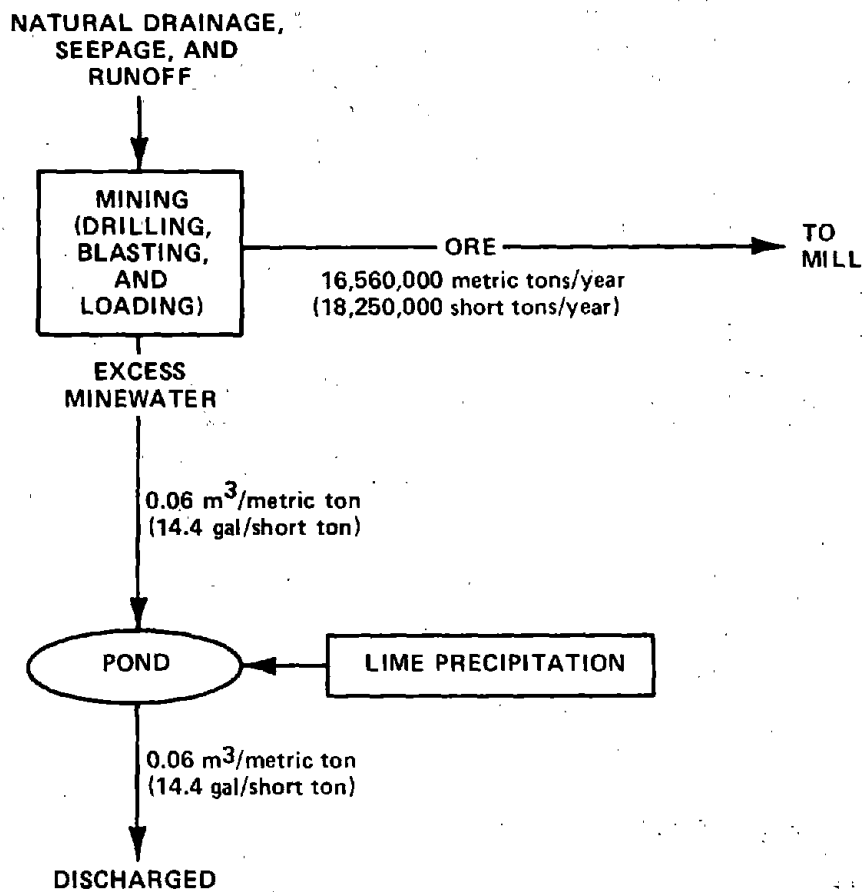 NATURAL DRAINAGE,
SEEPAGE, AND
RUNOFF
MINING
(DRILLING,
BLASTING,
AND
LOADING)
ORE
TO
MILL
16,560,000 metric tons/year
(18,250,000 short tons/year)
EXCESS
MINEWATER
0.06 m³/metric ton
(14.4 gal/short ton)
POND
LIME PRECIPITATION
0.06 m³/metric ton
(14.4 gal/short ton)
DISCHARGED